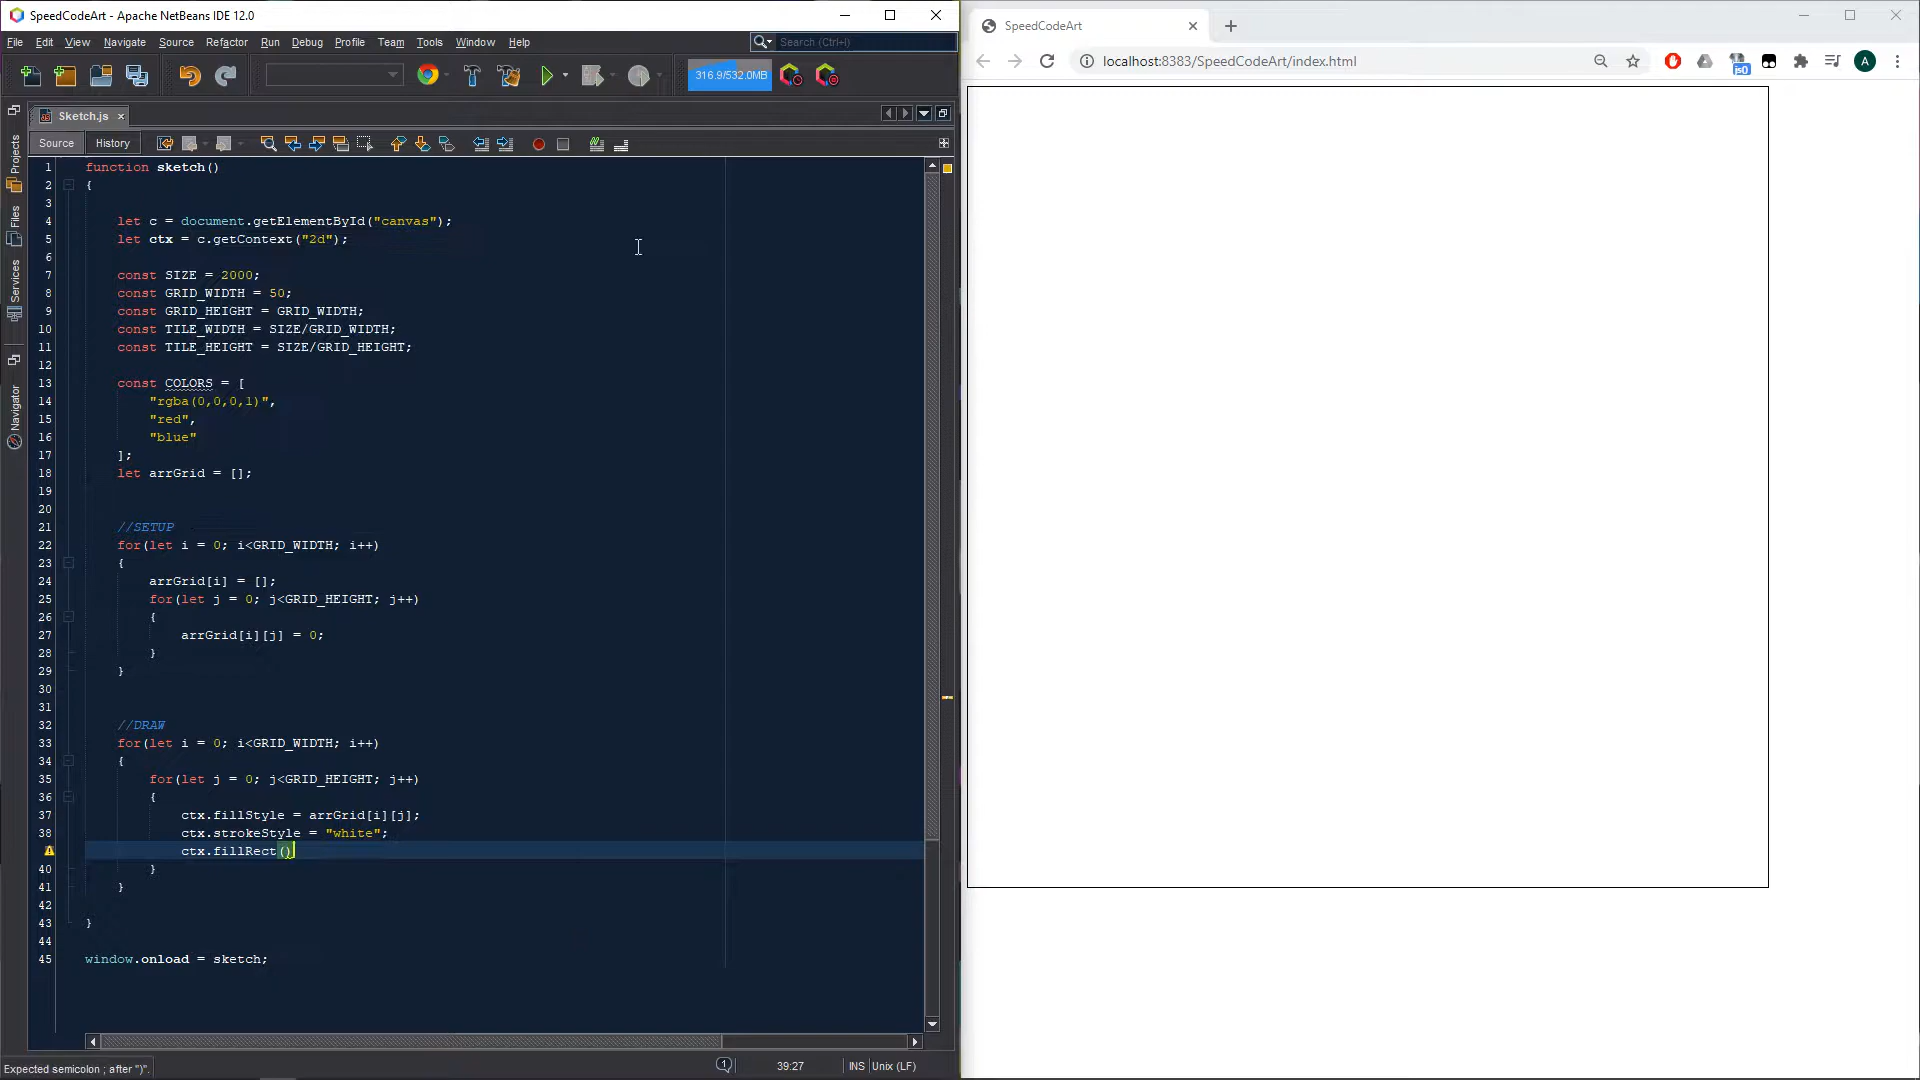 SpeedCodeArt - Apache NetBeans IDE 12.0
File Edit View Navigate Source Refactor Run Debug Profile Team Tools Window Help
Search (Ctrl+I)
316.9/532.0MB
Sketch.js
Source History
Projects
Files
Services
Navigator
1 function sketch()
2 {
3
4 let c = document.getElementById("canvas");
5 let ctx = c.getContext("2d");
6
7 const SIZE = 2000;
8 const GRID_WIDTH = 50;
9 const GRID_HEIGHT = GRID_WIDTH;
10 const TILE_WIDTH = SIZE/GRID_WIDTH;
11 const TILE_HEIGHT = SIZE/GRID_HEIGHT;
12
13 const COLORS = [
14 "rgba(0,0,0,1)",
15 "red",
16 "blue"
17 ];
18 let arrGrid = [];
19
20
21 //SETUP
22 for(let i = 0; i<GRID_WIDTH; i++)
23 {
24 arrGrid[i] = [];
25 for(let j = 0; j<GRID_HEIGHT; j++)
26 {
27 arrGrid[i][j] = 0;
28 }
29 }
30
31
32 //DRAW
33 for(let i = 0; i<GRID_WIDTH; i++)
34 {
35 for(let j = 0; j<GRID_HEIGHT; j++)
36 {
37 ctx.fillStyle = arrGrid[i][j];
38 ctx.strokeStyle = "white";
ctx.fillRect()
40 }
41 }
42
43 }
44
45 window.onload = sketch;
Expected semicolon ; after ")".
1
39:27
INS
Unix (LF)
SpeedCodeArt
localhost:8383/SpeedCodeArt/index.html
js0
A